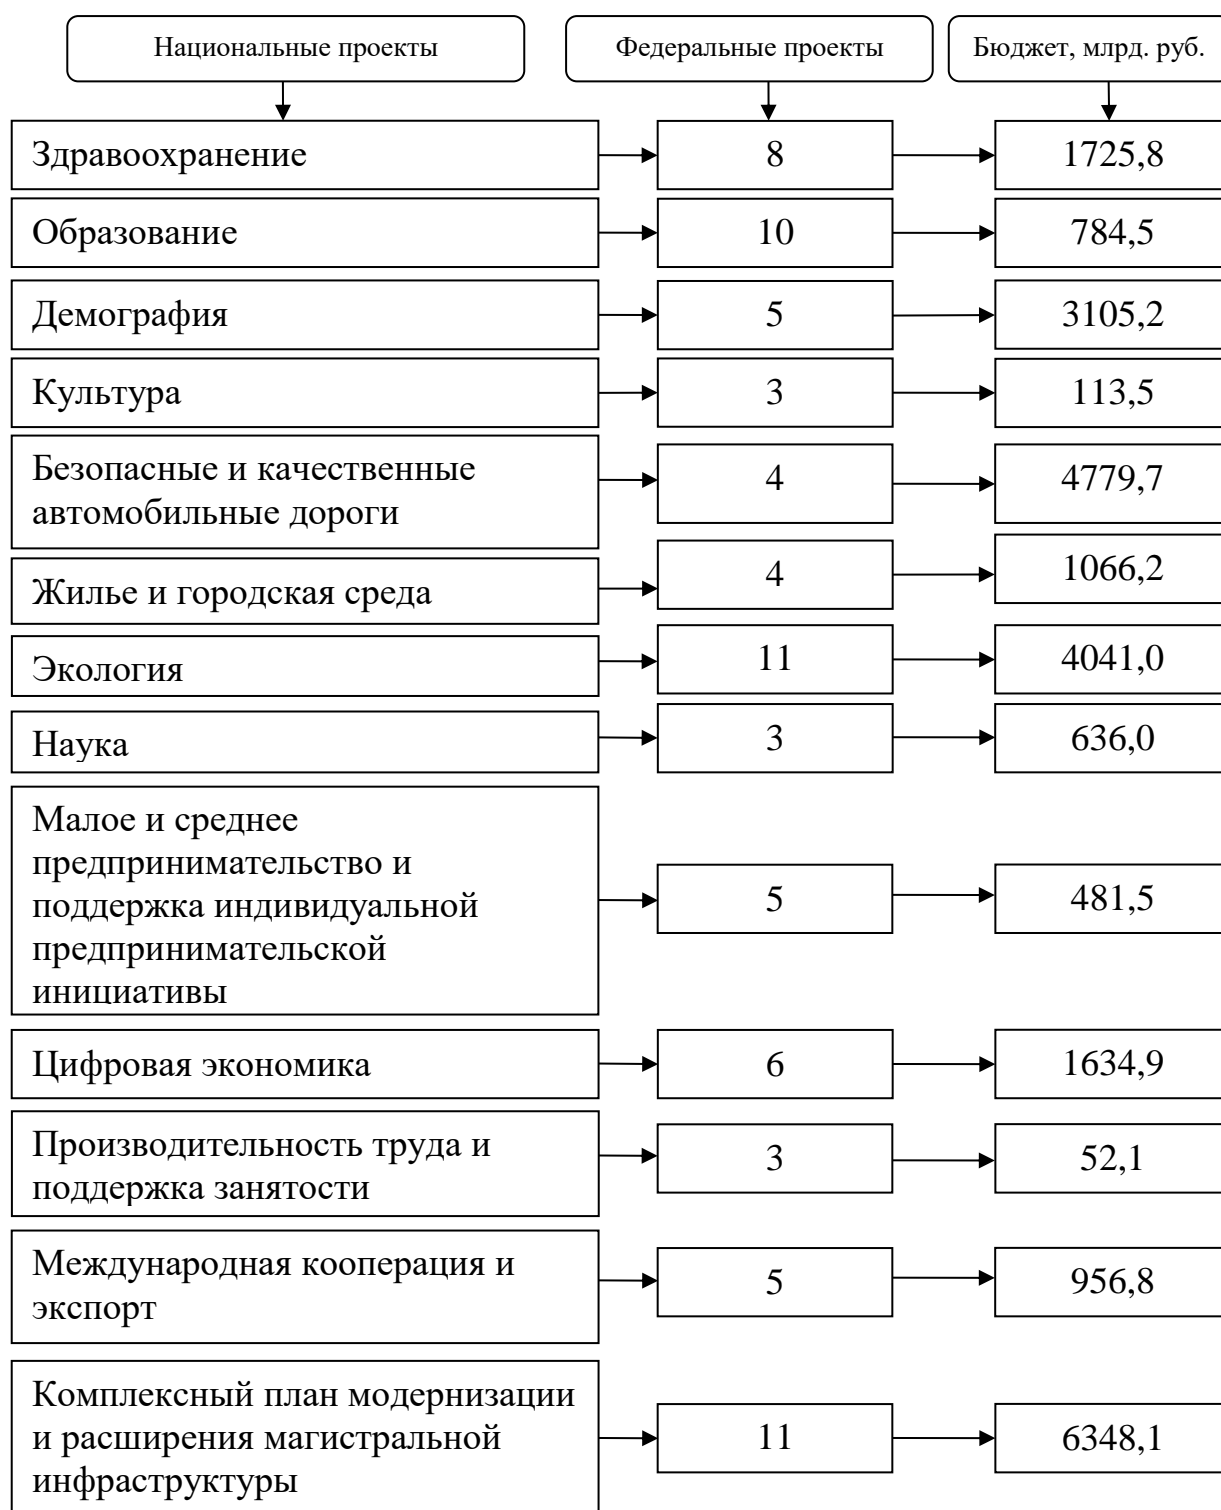 Национальные проекты
Федеральные проекты
Бюджет, млрд. руб.
Здравоохранение
8
1725,8
Образование
10
784,5
Демография
5
3105,2
Культура
3
113,5
Безопасные и качественные
автомобильные дороги
4
4779,7
Жилье и городская среда
4
1066,2
Экология
11
4041,0
Наука
3
636,0
Малое и среднее
предпринимательство и
поддержка индивидуальной
предпринимательской
инициативы
5
481,5
Цифровая экономика
6
1634,9
Производительность труда и
поддержка занятости
3
52,1
Международная кооперация и
экспорт
5
956,8
Комплексный план модернизации
и расширения магистральной
инфраструктуры
11
6348,1